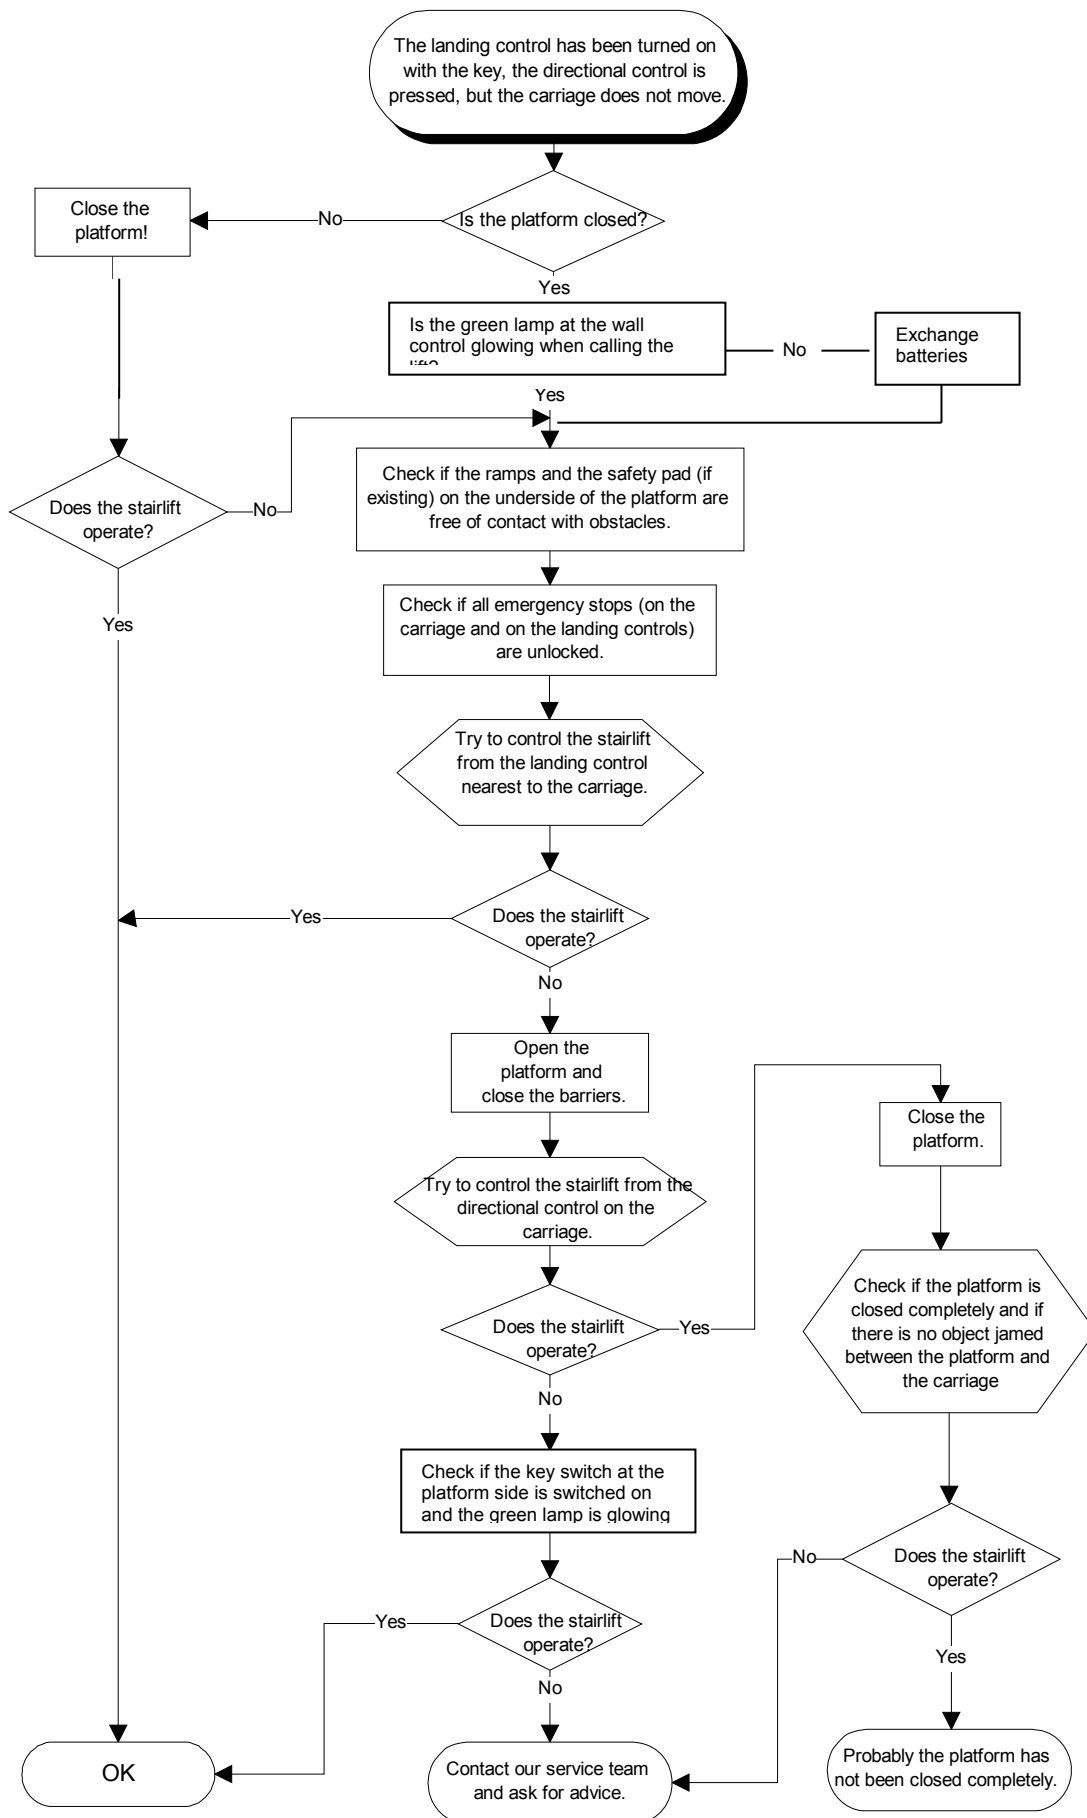 The landing control has been turned on
with the key, the directional control is
pressed, but the carriage does not move.
Close the
platform!
No
Is the platform closed?
Yes
Is the green lamp at the wall
control glowing when calling the
lift?
No
Exchange
batteries
Yes
Check if the ramps and the safety pad (if
existing) on the underside of the platform are
free of contact with obstacles.
Does the stairlift
operate?
No
Yes
Check if all emergency stops (on the
carriage and on the landing controls)
are unlocked.
Try to control the stairlift
from the landing control
nearest to the carriage.
Yes
Does the stairlift
operate?
No
Open the
platform and
close the barriers.
Close the
platform.
Try to control the stairlift from the
directional control on the
carriage.
Check if the platform is
closed completely and if
there is no object jamed
between the platform and
the carriage
Does the stairlift
operate?
Yes
No
Check if the key switch at the
platform side is switched on
and the green lamp is glowing
No
Does the stairlift
operate?
Yes
Does the stairlift
operate?
Yes
No
OK
Contact our service team
and ask for advice.
Probably the platform has
not been closed completely.